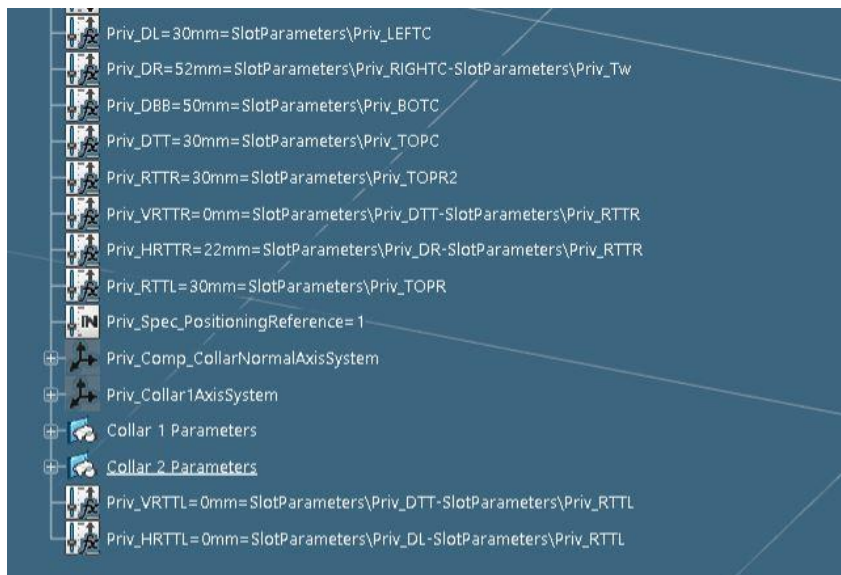 Priv_DL=30mm=SlotParameters\Priv_LEFTC
Priv_DR=52mm=SlotParameters\Priv_RIGHTC-SlotParameters\Priv_Tw
Priv_DBB=50mm=SlotParameters\Priv_BOTC
Priv_DTT=30mm=SlotParameters\Priv_TOPC
Priv_RTTR=30mm=SlotParameters\Priv_TOPR2
Priv_VRTTR=0mm=SlotParameters\Priv_DTT-SlotParameters\Priv_RTTR
Priv_HRTTR=22mm=SlotParameters\Priv_DR-SlotParameters\Priv_RTTR
Priv_RTTL=30mm=SlotParameters\Priv_TOPR
IN Priv_Spec_PositioningReference=1
Priv_Comp_CollarNormalAxisSystem
Priv_Collar1AxisSystem
Collar 1 Parameters
Collar 2 Parameters
Priv_VRTTL=0mm=SlotParameters\Priv_DTT-SlotParameters\Priv_RTTL
Priv_HRTTL=0mm=SlotParameters\Priv_DL-SlotParameters\Priv_RTTL